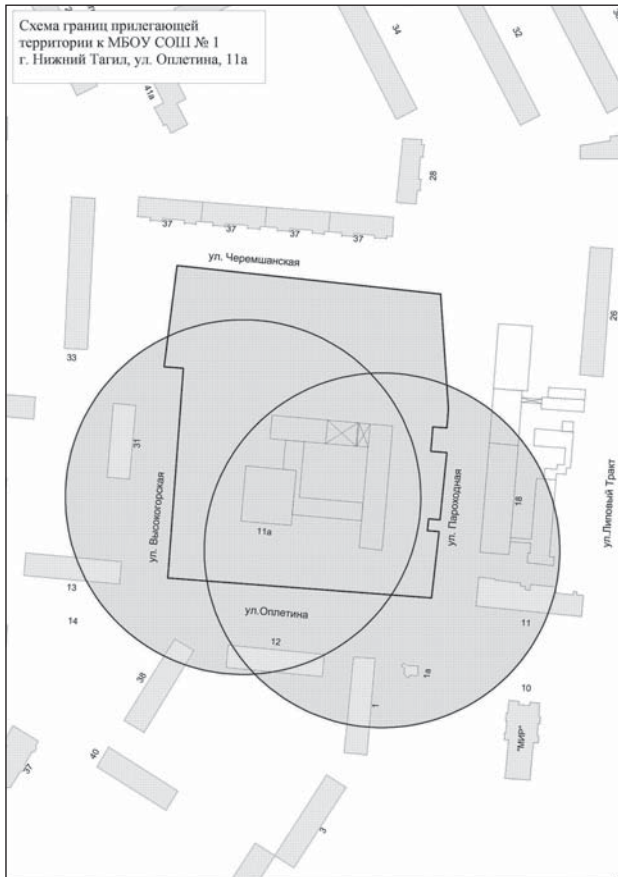 Схема границ прилегающей
территории к МБОУ СОШ № 1
г. Нижний Тагил, ул. Оплетина, 11а
34
32
41а
28
37
37
37
37
ул. Черемшанская
26
33
31
ул. Высокогорская
11а
ул. Пароходная
18
ул.Липовый Тракт
13
14
ул.Оплетина
12
11
38
1
1а
10
"МИР"
37
40
3